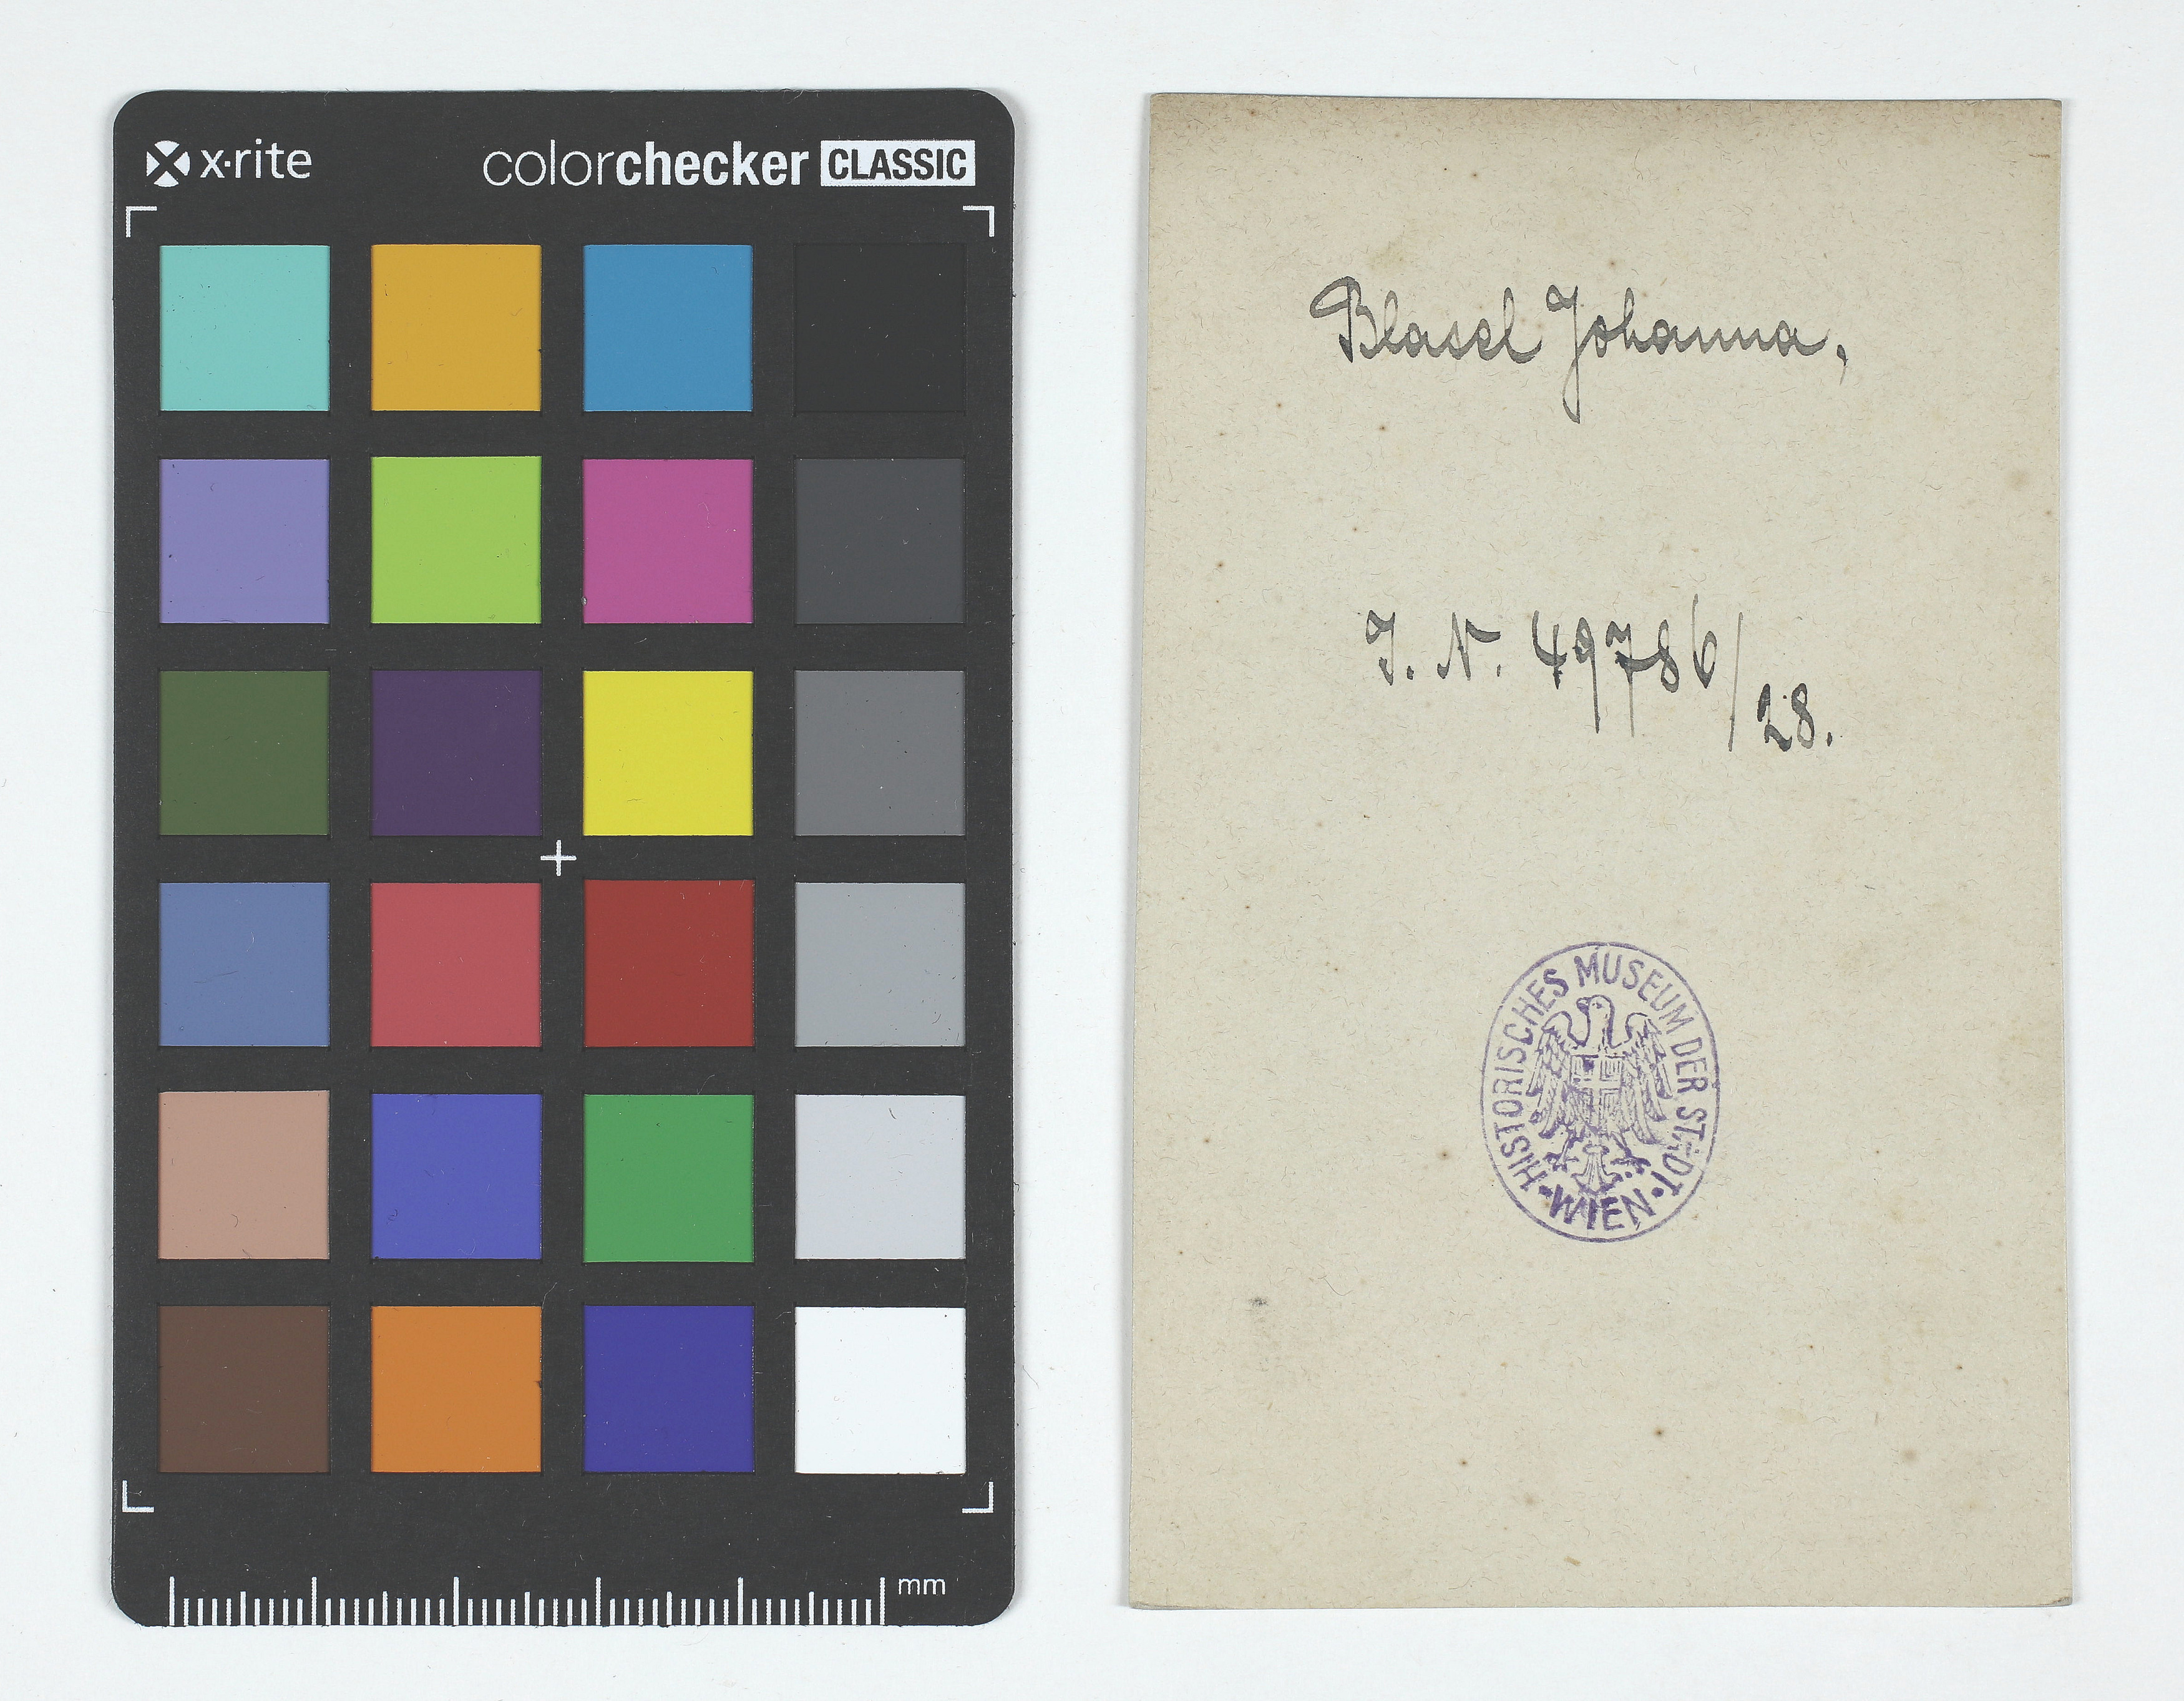 x·rite
colorchecker CLASSIC
mm
Blasel Johanna,
J. N. 49786/28.
HISTORISCHES MUSEUM DER STADT
• WIEN •